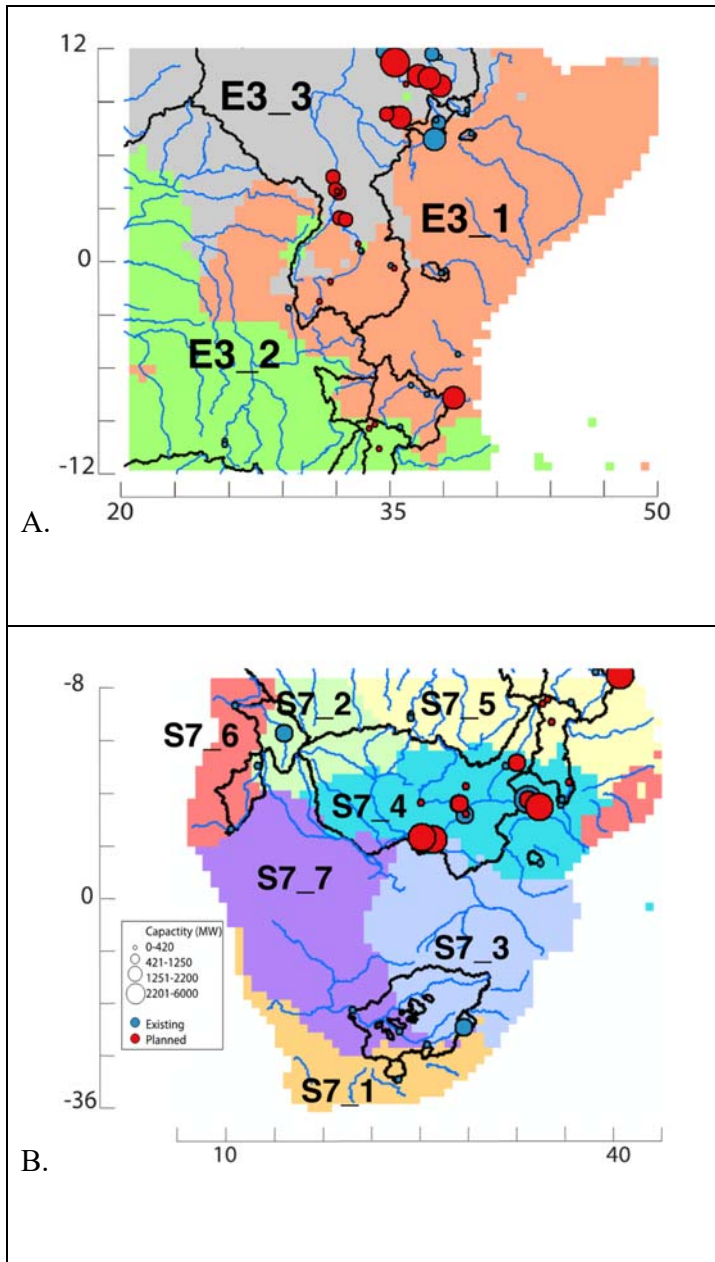 12
E3_3
E3_1
0
E3_2
-12
20
35
50
A.
-8
S7_2
S7_5
S7_6
S7_4
S7_7
0
Capactity (MW)
0-420
421-1250
1251-2200
2201-6000
Existing
Planned
S7_3
S7_1
-36
10
40
B.